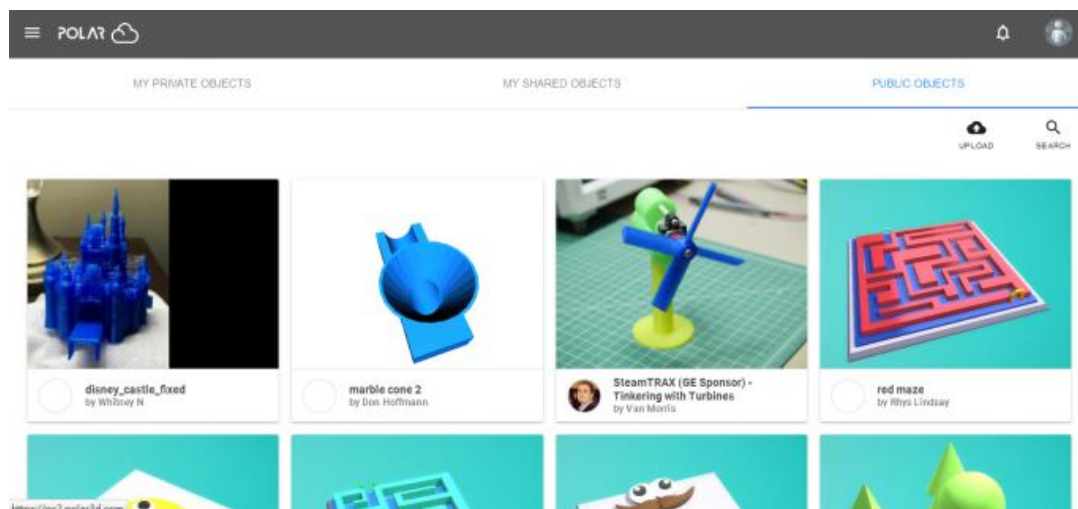 POLAR
MY PRIVATE OBJECTS
MY SHARED OBJECTS
PUBLIC OBJECTS
UPLOAD
SEARCH
disney_castle_fixed
by Whitney N
marble cone 2
by Don Hoffmann
SteamTRAX (GE Sponsor) -
Tinkering with Turbines
by Van Morris
red maze
by Rhys Lindsay